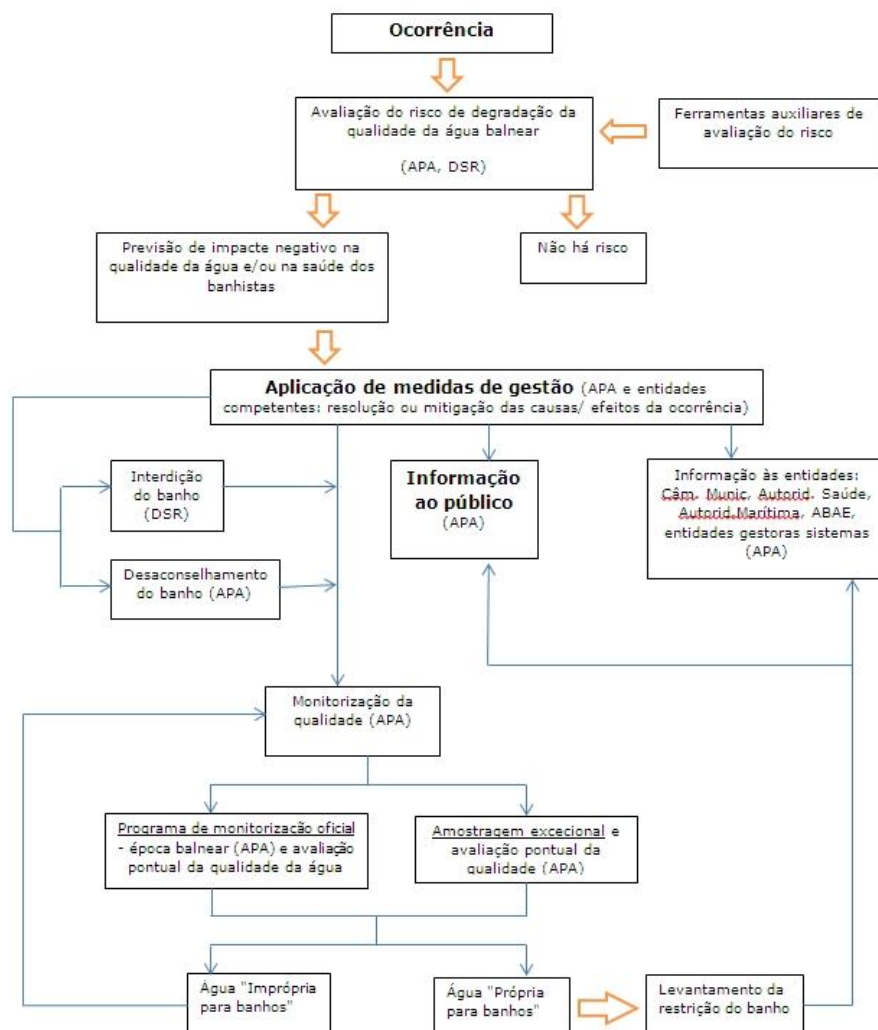 Ocorrência
Avaliação do risco de degradação da
qualidade da água balnear
(APA, DSR)
Ferramentas auxiliares de
avaliação do risco
Previsão de impacte negativo na
qualidade da água e/ou na saúde dos
banhistas
Não há risco
Aplicação de medidas de gestão (APA e entidades
competentes: resolução ou mitigação das causas/ efeitos da ocorrência)
Interdição
do banho
(DSR)
Informação
ao público
(APA)
Informação às entidades:
Câm. Munic, Autorid. Saúde,
Autorid.Marítima, ABAE,
entidades gestoras sistemas
(APA)
Desaconselhamento
do banho (APA)
Monitorização da
qualidade (APA)
Programa de monitorização oficial
- época balnear (APA) e avaliação
pontual da qualidade da água
Amostragem excecional e
avaliação pontual da
qualidade (APA)
Água "Imprópria
para banhos"
Água "Própria
para banhos"
Levantamento da
restrição do banho